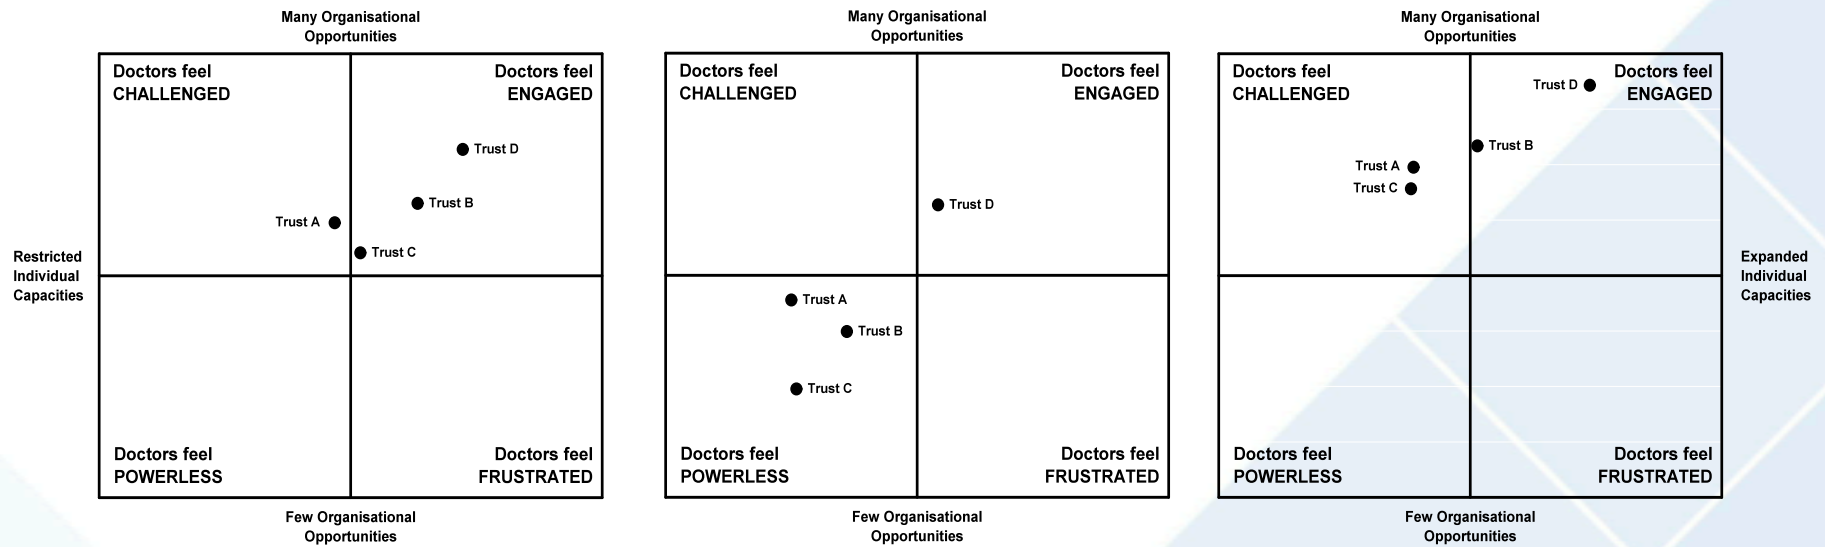 Many Organisational
Opportunities
Doctors feel
CHALLENGED
Doctors feel
ENGAGED
Trust D
Trust B
Trust A
Trust C
Restricted
Individual
Capacities
Doctors feel
POWERLESS
Doctors feel
FRUSTRATED
Few Organisational
Opportunities
Many Organisational
Opportunities
Doctors feel
CHALLENGED
Doctors feel
ENGAGED
Trust D
Trust A
Trust B
Trust C
Doctors feel
POWERLESS
Doctors feel
FRUSTRATED
Few Organisational
Opportunities
Many Organisational
Opportunities
Doctors feel
CHALLENGED
Doctors feel
ENGAGED
Trust D
Trust B
Trust A
Trust C
Expanded
Individual
Capacities
Doctors feel
POWERLESS
Doctors feel
FRUSTRATED
Few Organisational
Opportunities